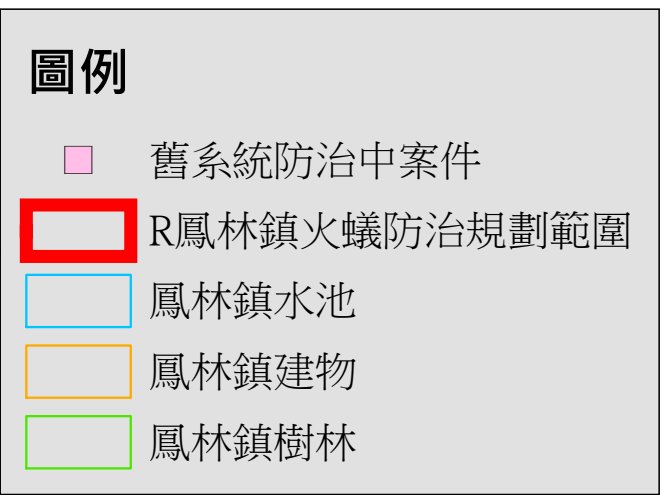 圖例
舊系統防治中案件
R鳳林鎮火蟻防治規劃範圍
鳳林鎮水池
鳳林鎮建物
鳳林鎮樹林